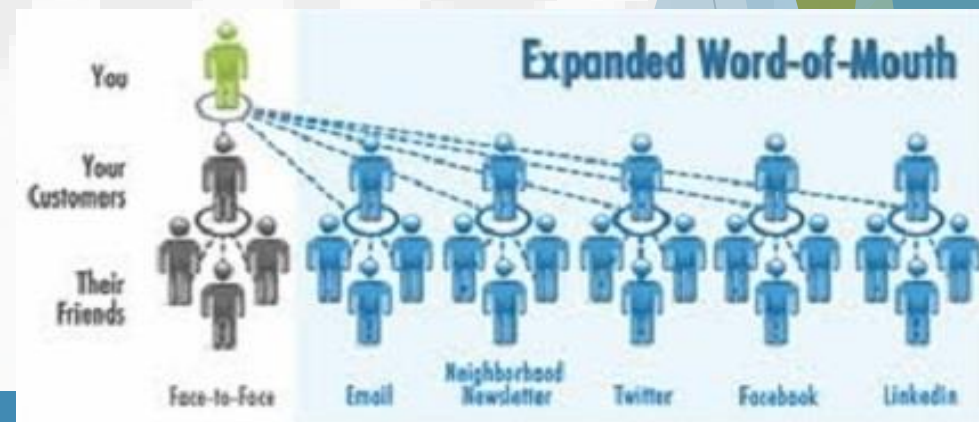 Expanded Word-of-Mouth
You
Your
Customers
Their
Friends
Face-to-Face
Email
Neighborhood
Newsletter
Twitter
Facebook
LinkedIn